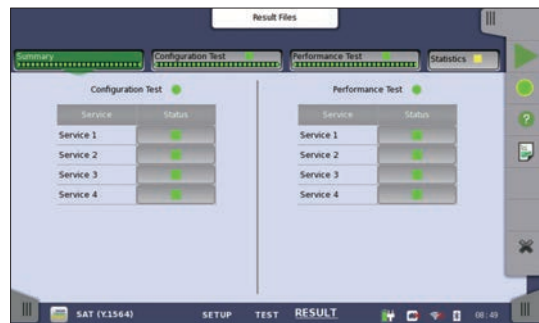 Result Files
Summary Configuration Test Performance Test Statistics
Configuration Test
Service Status
Service 1
Service 2
Service 3
Service 4
Performance Test
Service Status
Service 1
Service 2
Service 3
Service 4
SAT (Y.1564) SETUP TEST RESULT 08:49